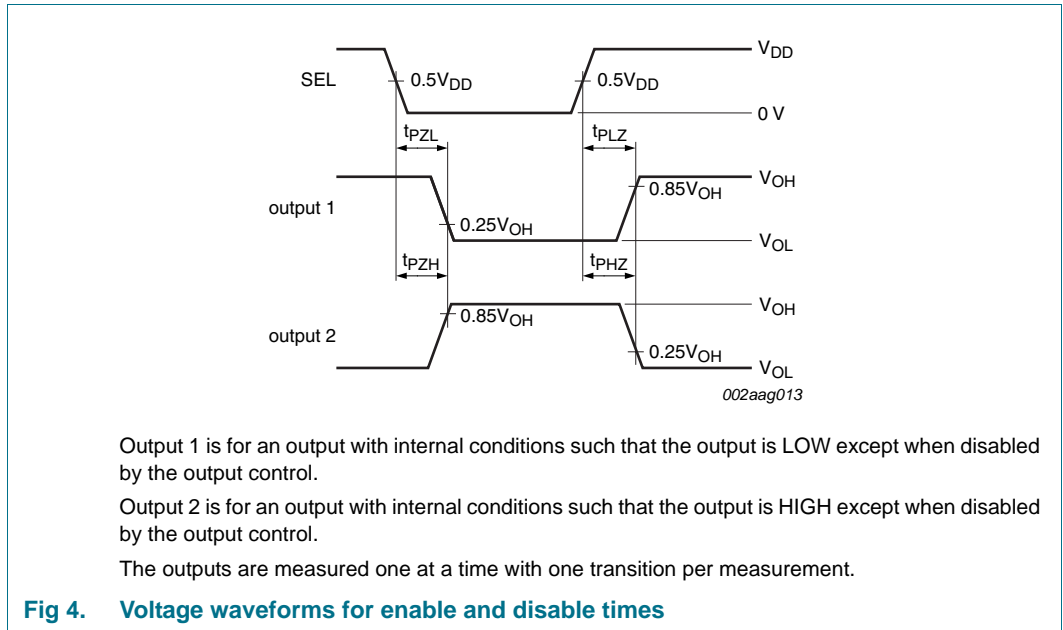 VDD
SEL
0.5VDD
0.5VDD
0 V
tPZL
tPLZ
VOH
0.85VOH
output 1
0.25VOH
VOL
tPZH
tPHZ
VOH
0.85VOH
output 2
0.25VOH
VOL
002aag013
Output 1 is for an output with internal conditions such that the output is LOW except when disabled
by the output control.
Output 2 is for an output with internal conditions such that the output is HIGH except when disabled
by the output control.
The outputs are measured one at a time with one transition per measurement.
Fig 4. Voltage waveforms for enable and disable times